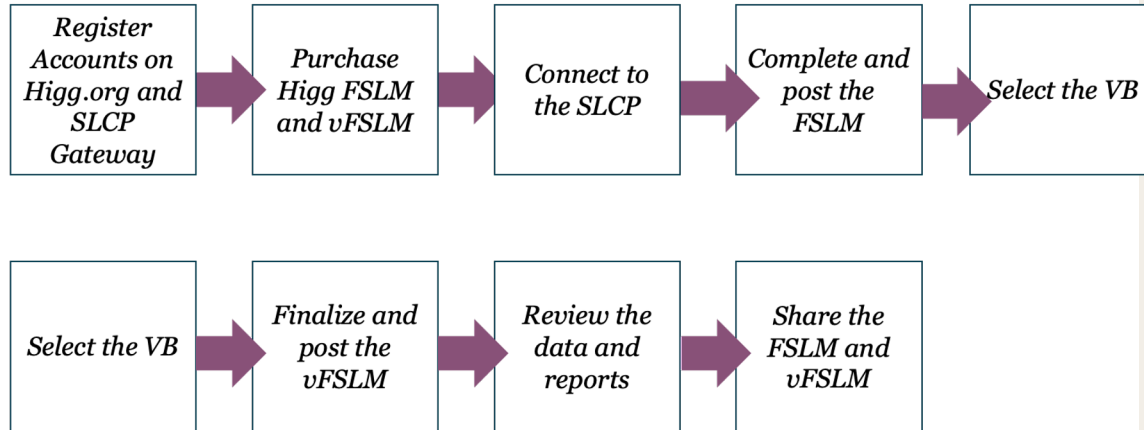 Register
Accounts on
Higg.org and
SLCP
Gateway
Purchase
Higg FSLM
and vFSLM
Connect to
the SLCP
Complete and
post the
FSLM
Select the VB
Select the VB
Finalize and
post the
vFSLM
Review the
data and
reports
Share the
FSLM and
vFSLM